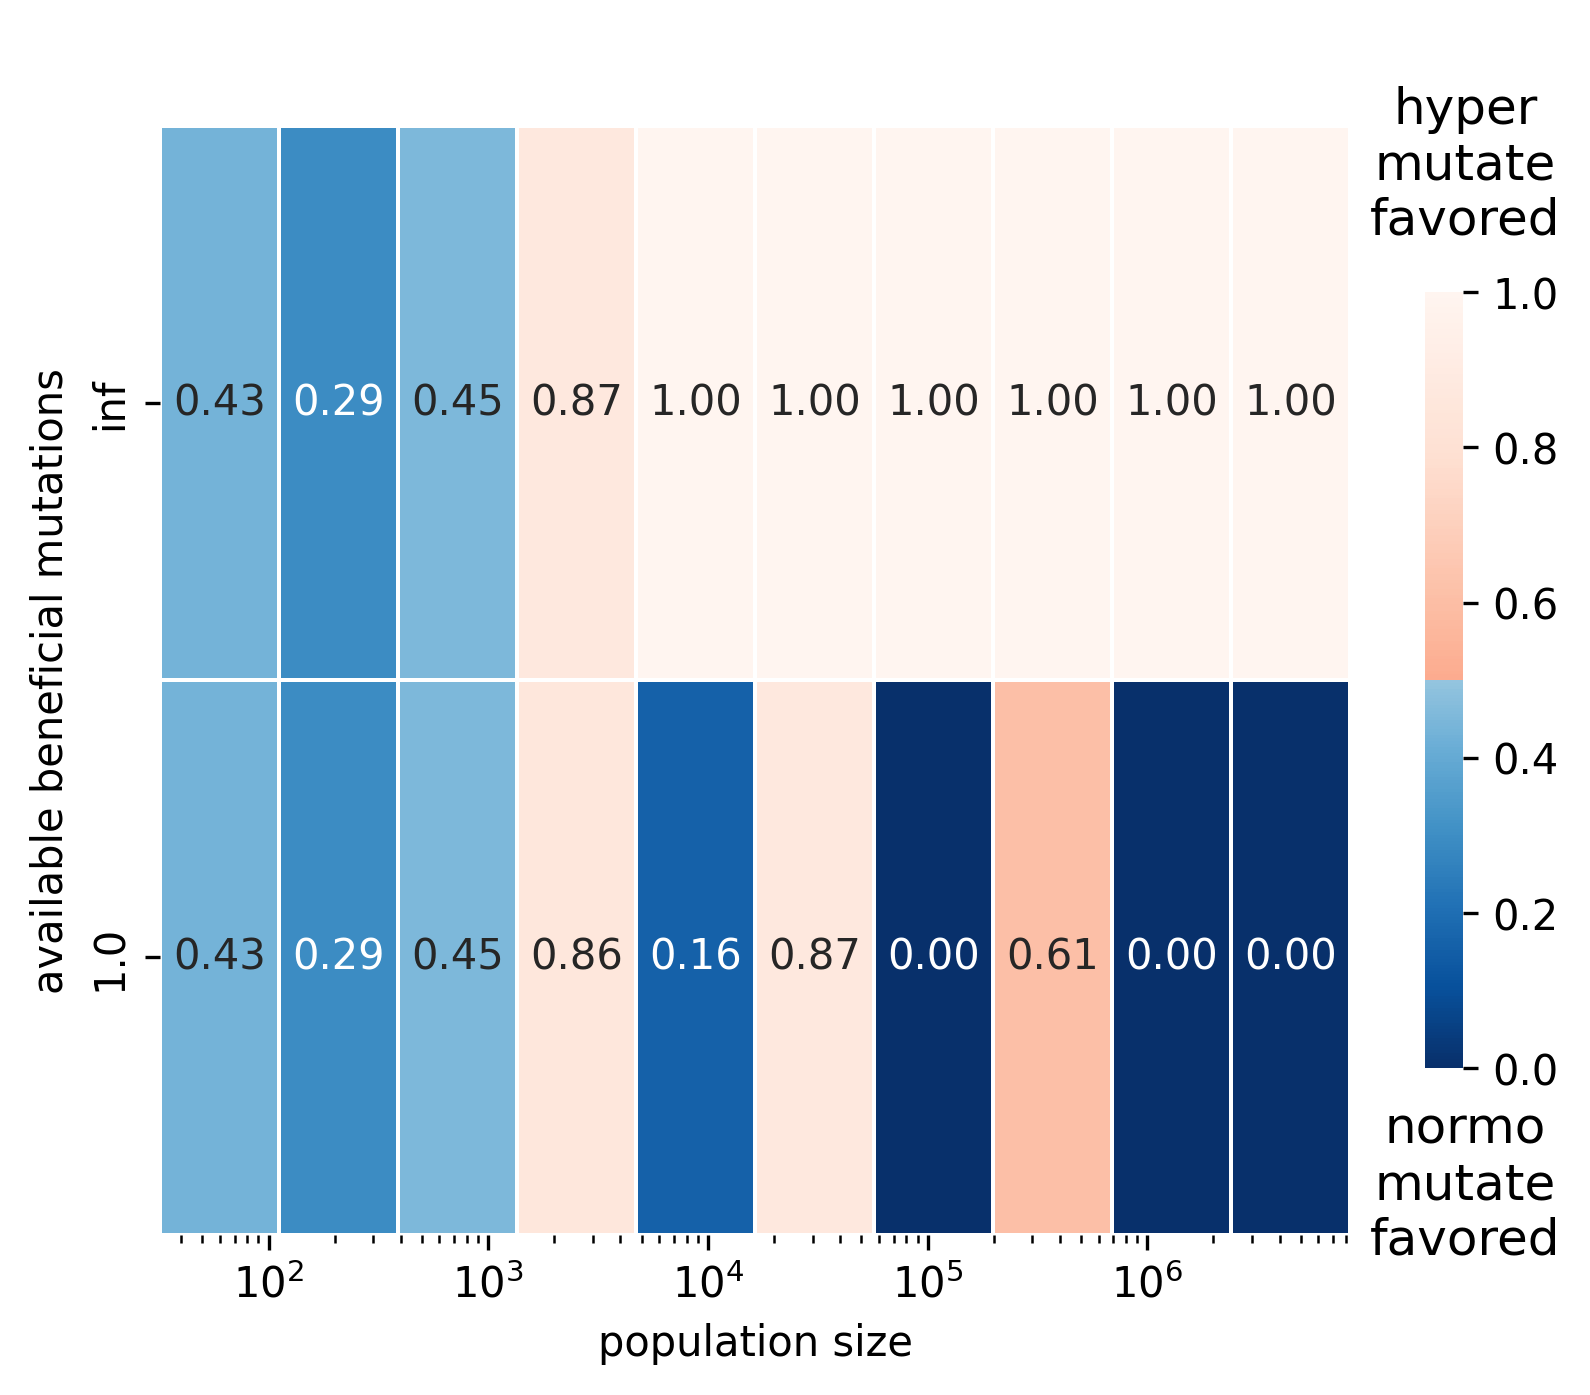 hyper
mutate
favored
available beneficial mutations
inf
0.43 0.29 0.45 0.87 1.00 1.00 1.00 1.00 1.00 1.00
1.0
0.43 0.29 0.45 0.86 0.16 0.87 0.00 0.61 0.00 0.00
1.0
0.8
0.6
0.4
0.2
0.0
normo
mutate
favored
10² 10³ 10⁴ 10⁵ 10⁶
population size